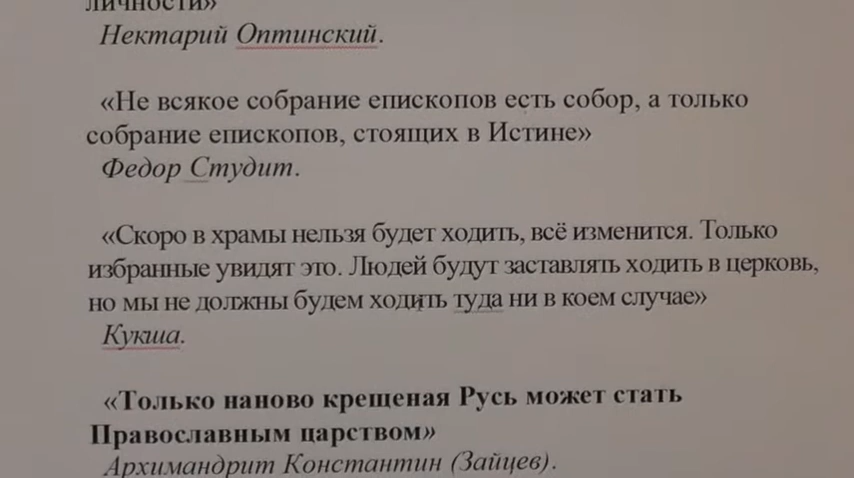 личности»
Нектарий Оптинский.
«Не всякое собрание епископов есть собор, а только
собрание епископов, стоящих в Истине»
Федор Студит.
«Скоро в храмы нельзя будет ходить, всё изменится. Только
избранные увидят это. Людей будут заставлять ходить в церковь,
но мы не должны будем ходить туда ни в коем случае»
Кукша.
«Только наново крещеная Русь может стать
Православным царством»
Архимандрит Константин (Зайцев).